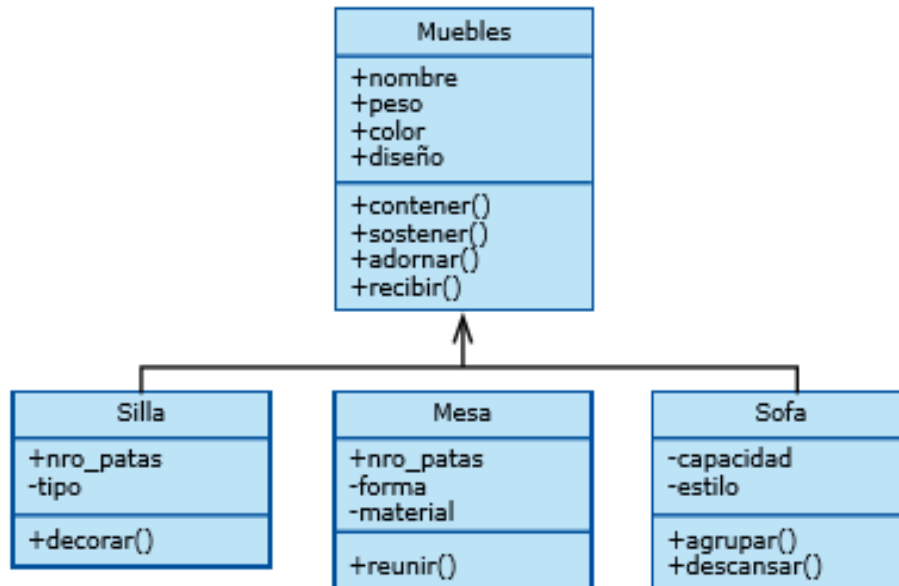 Muebles
+nombre
+peso
+color
+diseño
+contener()
+sostener()
+adornar()
+recibir()
Silla
+nro_patas
-tipo
+decorar()
Mesa
+nro_patas
-forma
-material
+reunir()
Sofa
-capacidad
-estilo
+agrupar()
+descansar()